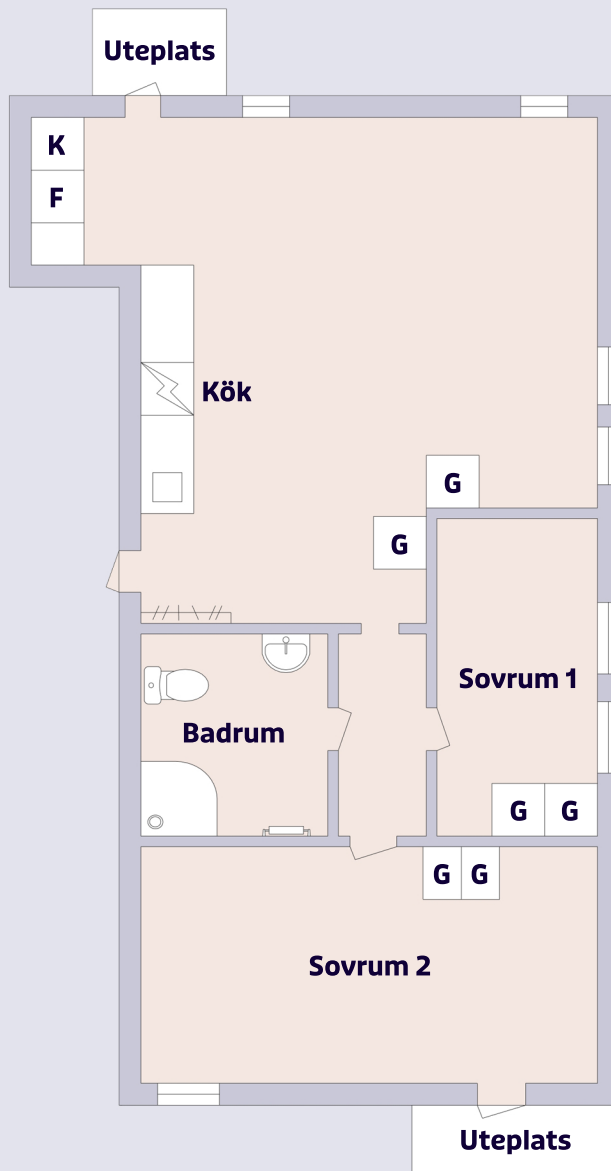 Uteplats
K
F
Kök
G
G
Sovrum 1
Badrum
G G
G G
Sovrum 2
Uteplats